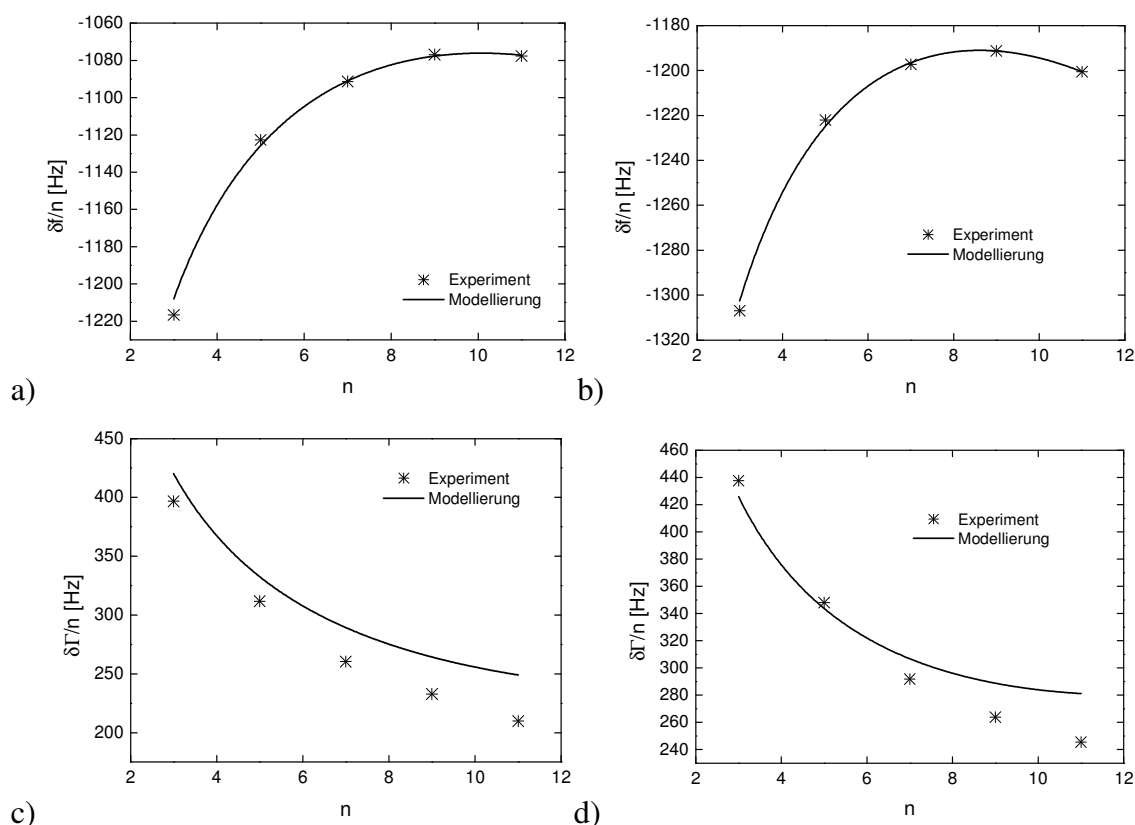 -1060
-1080
-1100
-1120
-1140
-1160
-1180
-1200
-1220
δf/n [Hz]
2 4 6 8 10 12
n
Experiment
Modellierung
a)
-1180
-1200
-1220
-1240
-1260
-1280
-1300
-1320
δf/n [Hz]
2 4 6 8 10 12
n
Experiment
Modellierung
b)
450
400
350
300
250
200
δΓ/n [Hz]
2 4 6 8 10 12
n
Experiment
Modellierung
c)
460
440
420
400
380
360
340
320
300
280
260
240
δΓ/n [Hz]
2 4 6 8 10 12
n
Experiment
Modellierung
d)